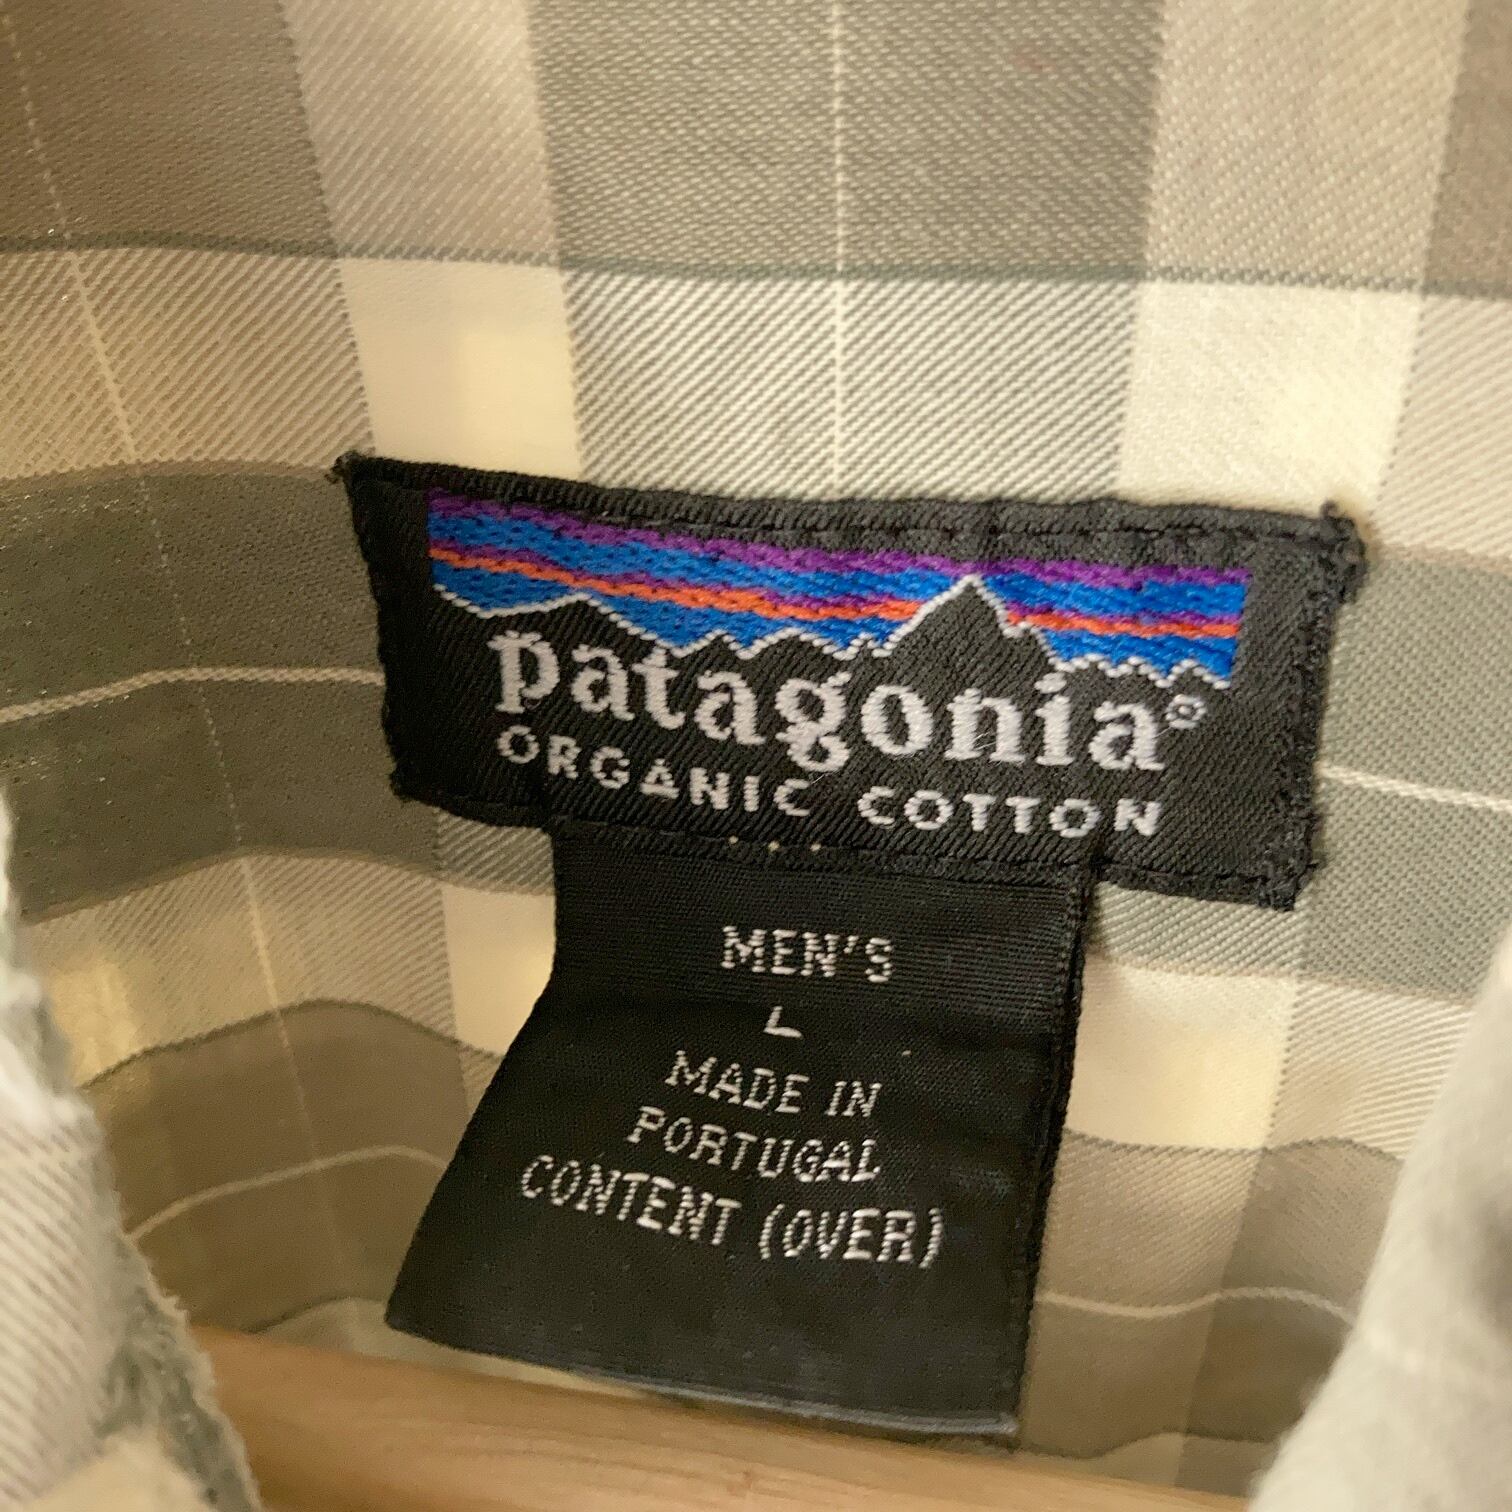 patagonia®
ORGANIC COTTON
MEN'S
L
MADE IN
PORTUGAL
CONTENT (OVER)